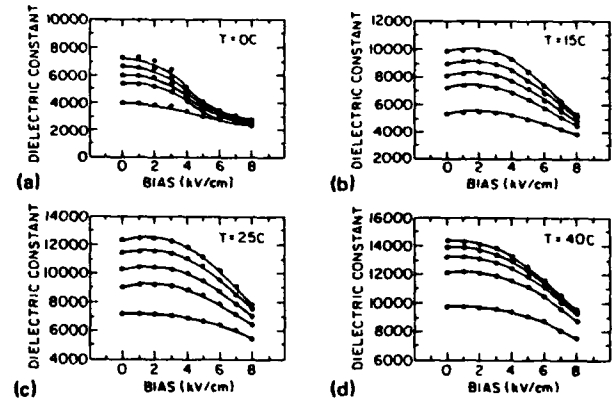 DIELECTRIC CONSTANT
10000
8000
6000
4000
2000
0
T=0C
0 2 4 6 8
(a)
BIAS (kV/cm)
DIELECTRIC CONSTANT
12000
10000
8000
6000
4000
2000
T=15C
0 2 4 6 8
(b)
BIAS (kV/cm)
DIELECTRIC CONSTANT
14000
12000
10000
8000
6000
4000
T=25C
0 2 4 6 8
(c)
BIAS (kV/cm)
DIELECTRIC CONSTANT
16000
14000
12000
10000
8000
6000
T=40C
0 2 4 6 8
(d)
BIAS (kV/cm)